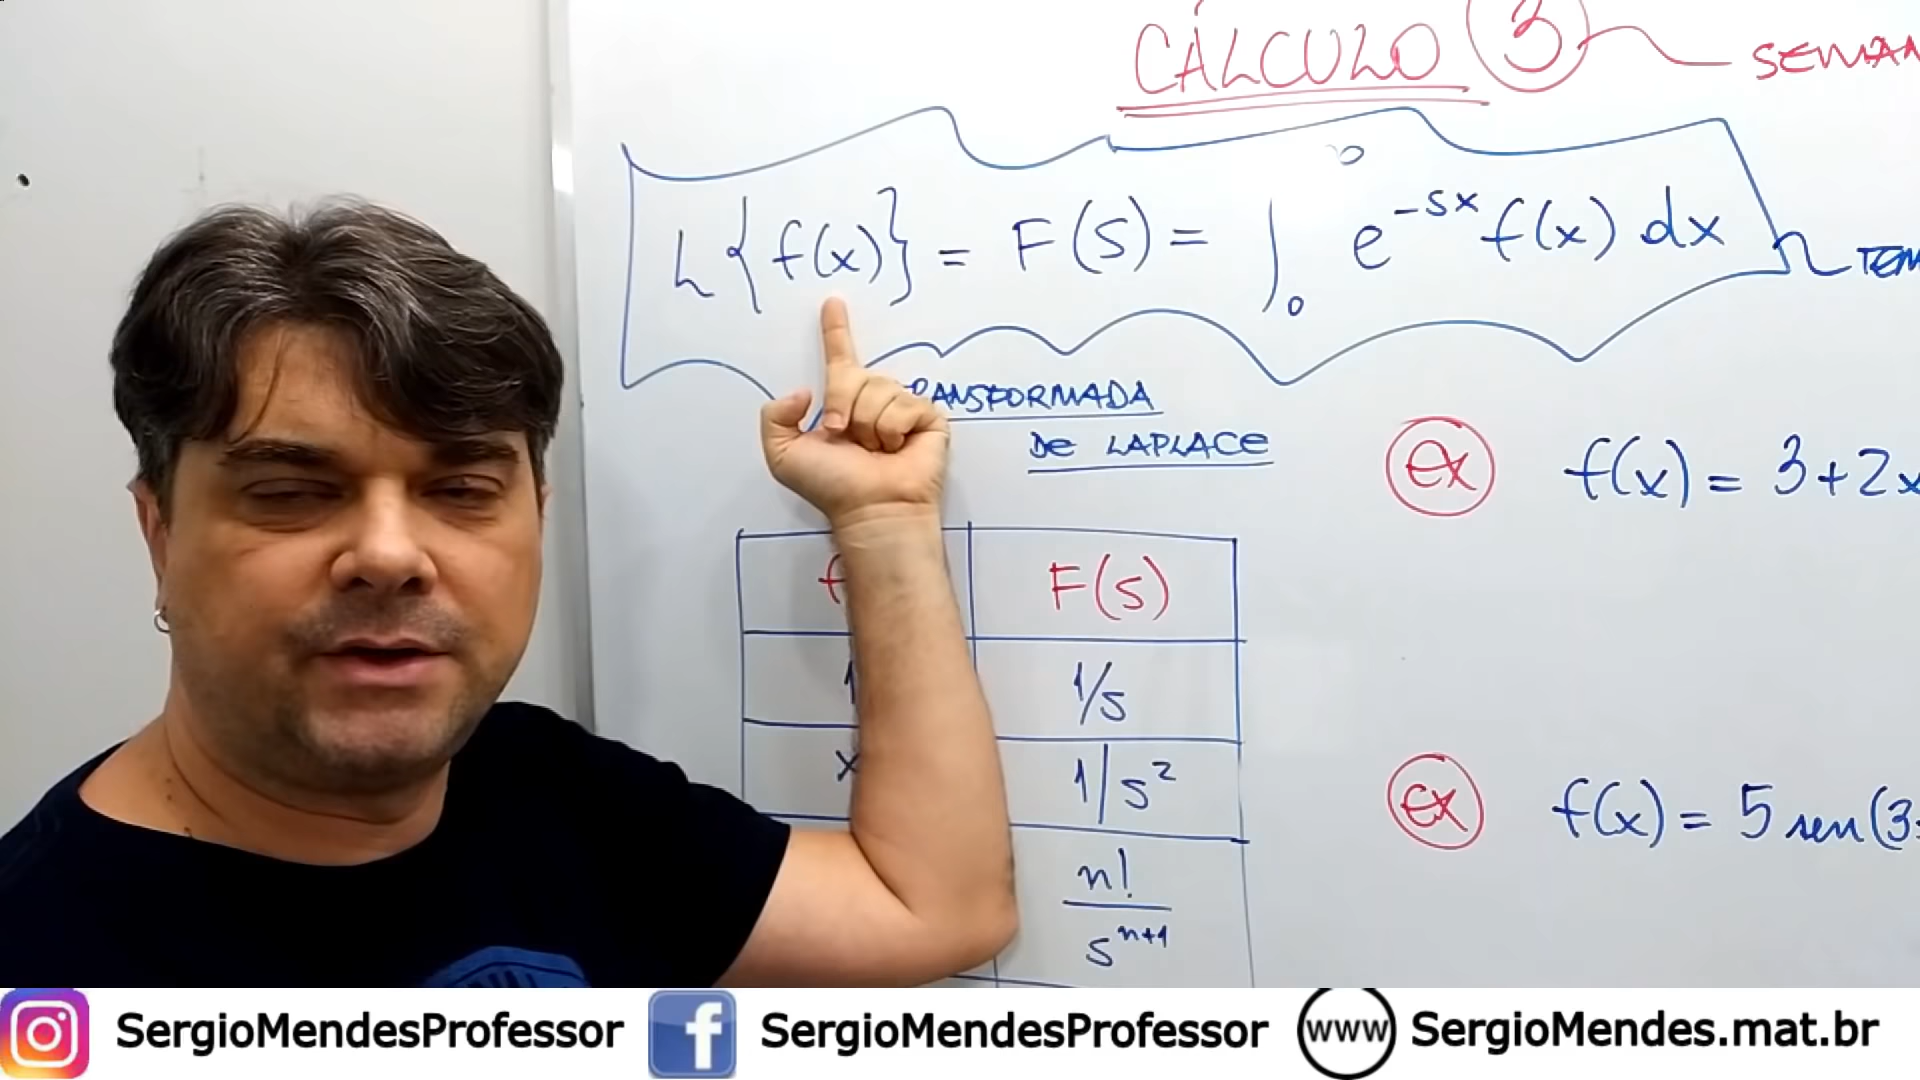 CÁLCULO 3 SEMAN
L{f(x)} = F(s) = ∫₀ e^{-sx} f(x) dx
TEM
TRANSFORMADA
DE LAPLACE
ex f(x) = 3+2x
f F(s)
1 1/s
x 1/s²
n!
s^{n+1}
ex f(x) = 5 sen(3
SergioMendesProfessor SergioMendesProfessor www SergioMendes.mat.br